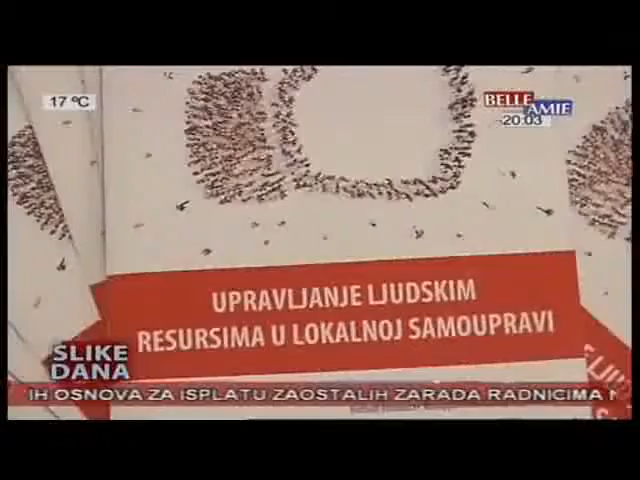 17 ºC
BELLE
AMIE
20:03
UPRAVLJANJE LJUDSKIM
RESURSIMA U LOKALNOJ SAMOUPRAVI
SLIKE
DANA
IH OSNOVA ZA ISPLATU ZAOSTALIH ZARADA RADNICIMA